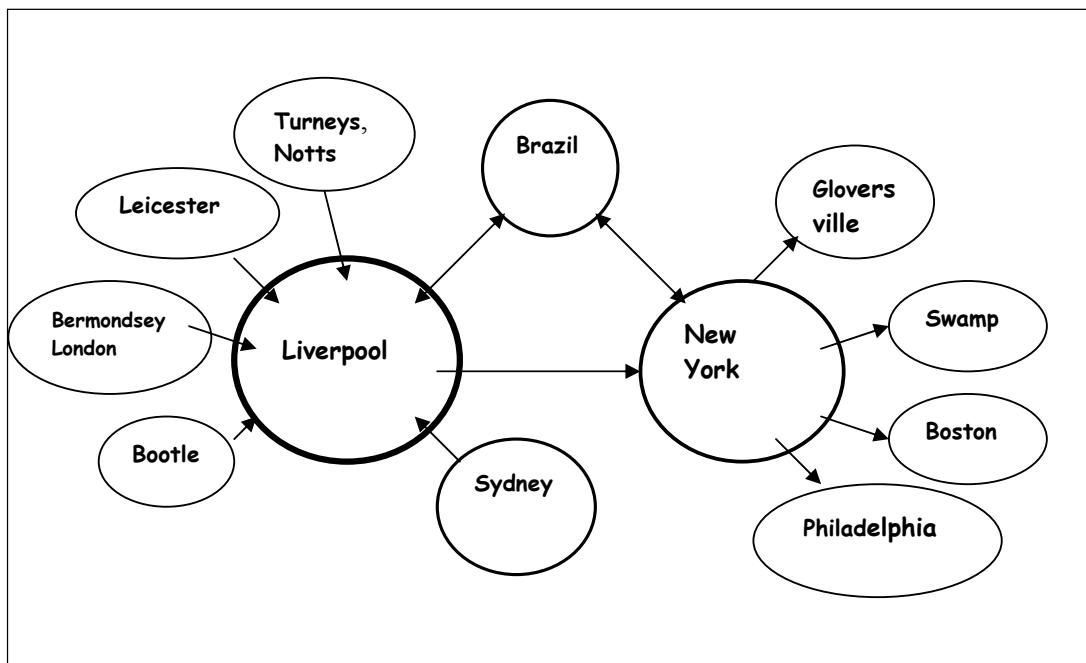 Turneys,
Notts
Brazil
Glovers
ville
Leicester
Bermondsey
London
Liverpool
New
York
Swamp
Boston
Bootle
Sydney
Philadelphia